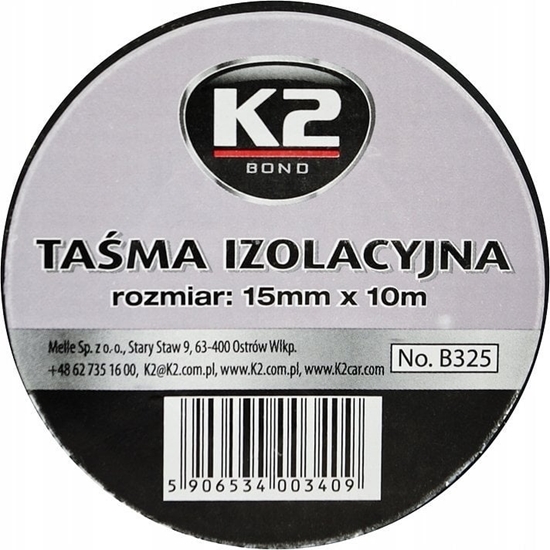 K2
BOND
TAŚMA IZOLACYJNA
rozmiar: 15mm x 10m
Melle Sp. z o.o., Stary Staw 9, 63-400 Ostrów Wlkp.
+48 62 735 16 00, K2@K2.com.pl, www.K2.com.pl, www.K2car.com
No. B325
5 906534 003409